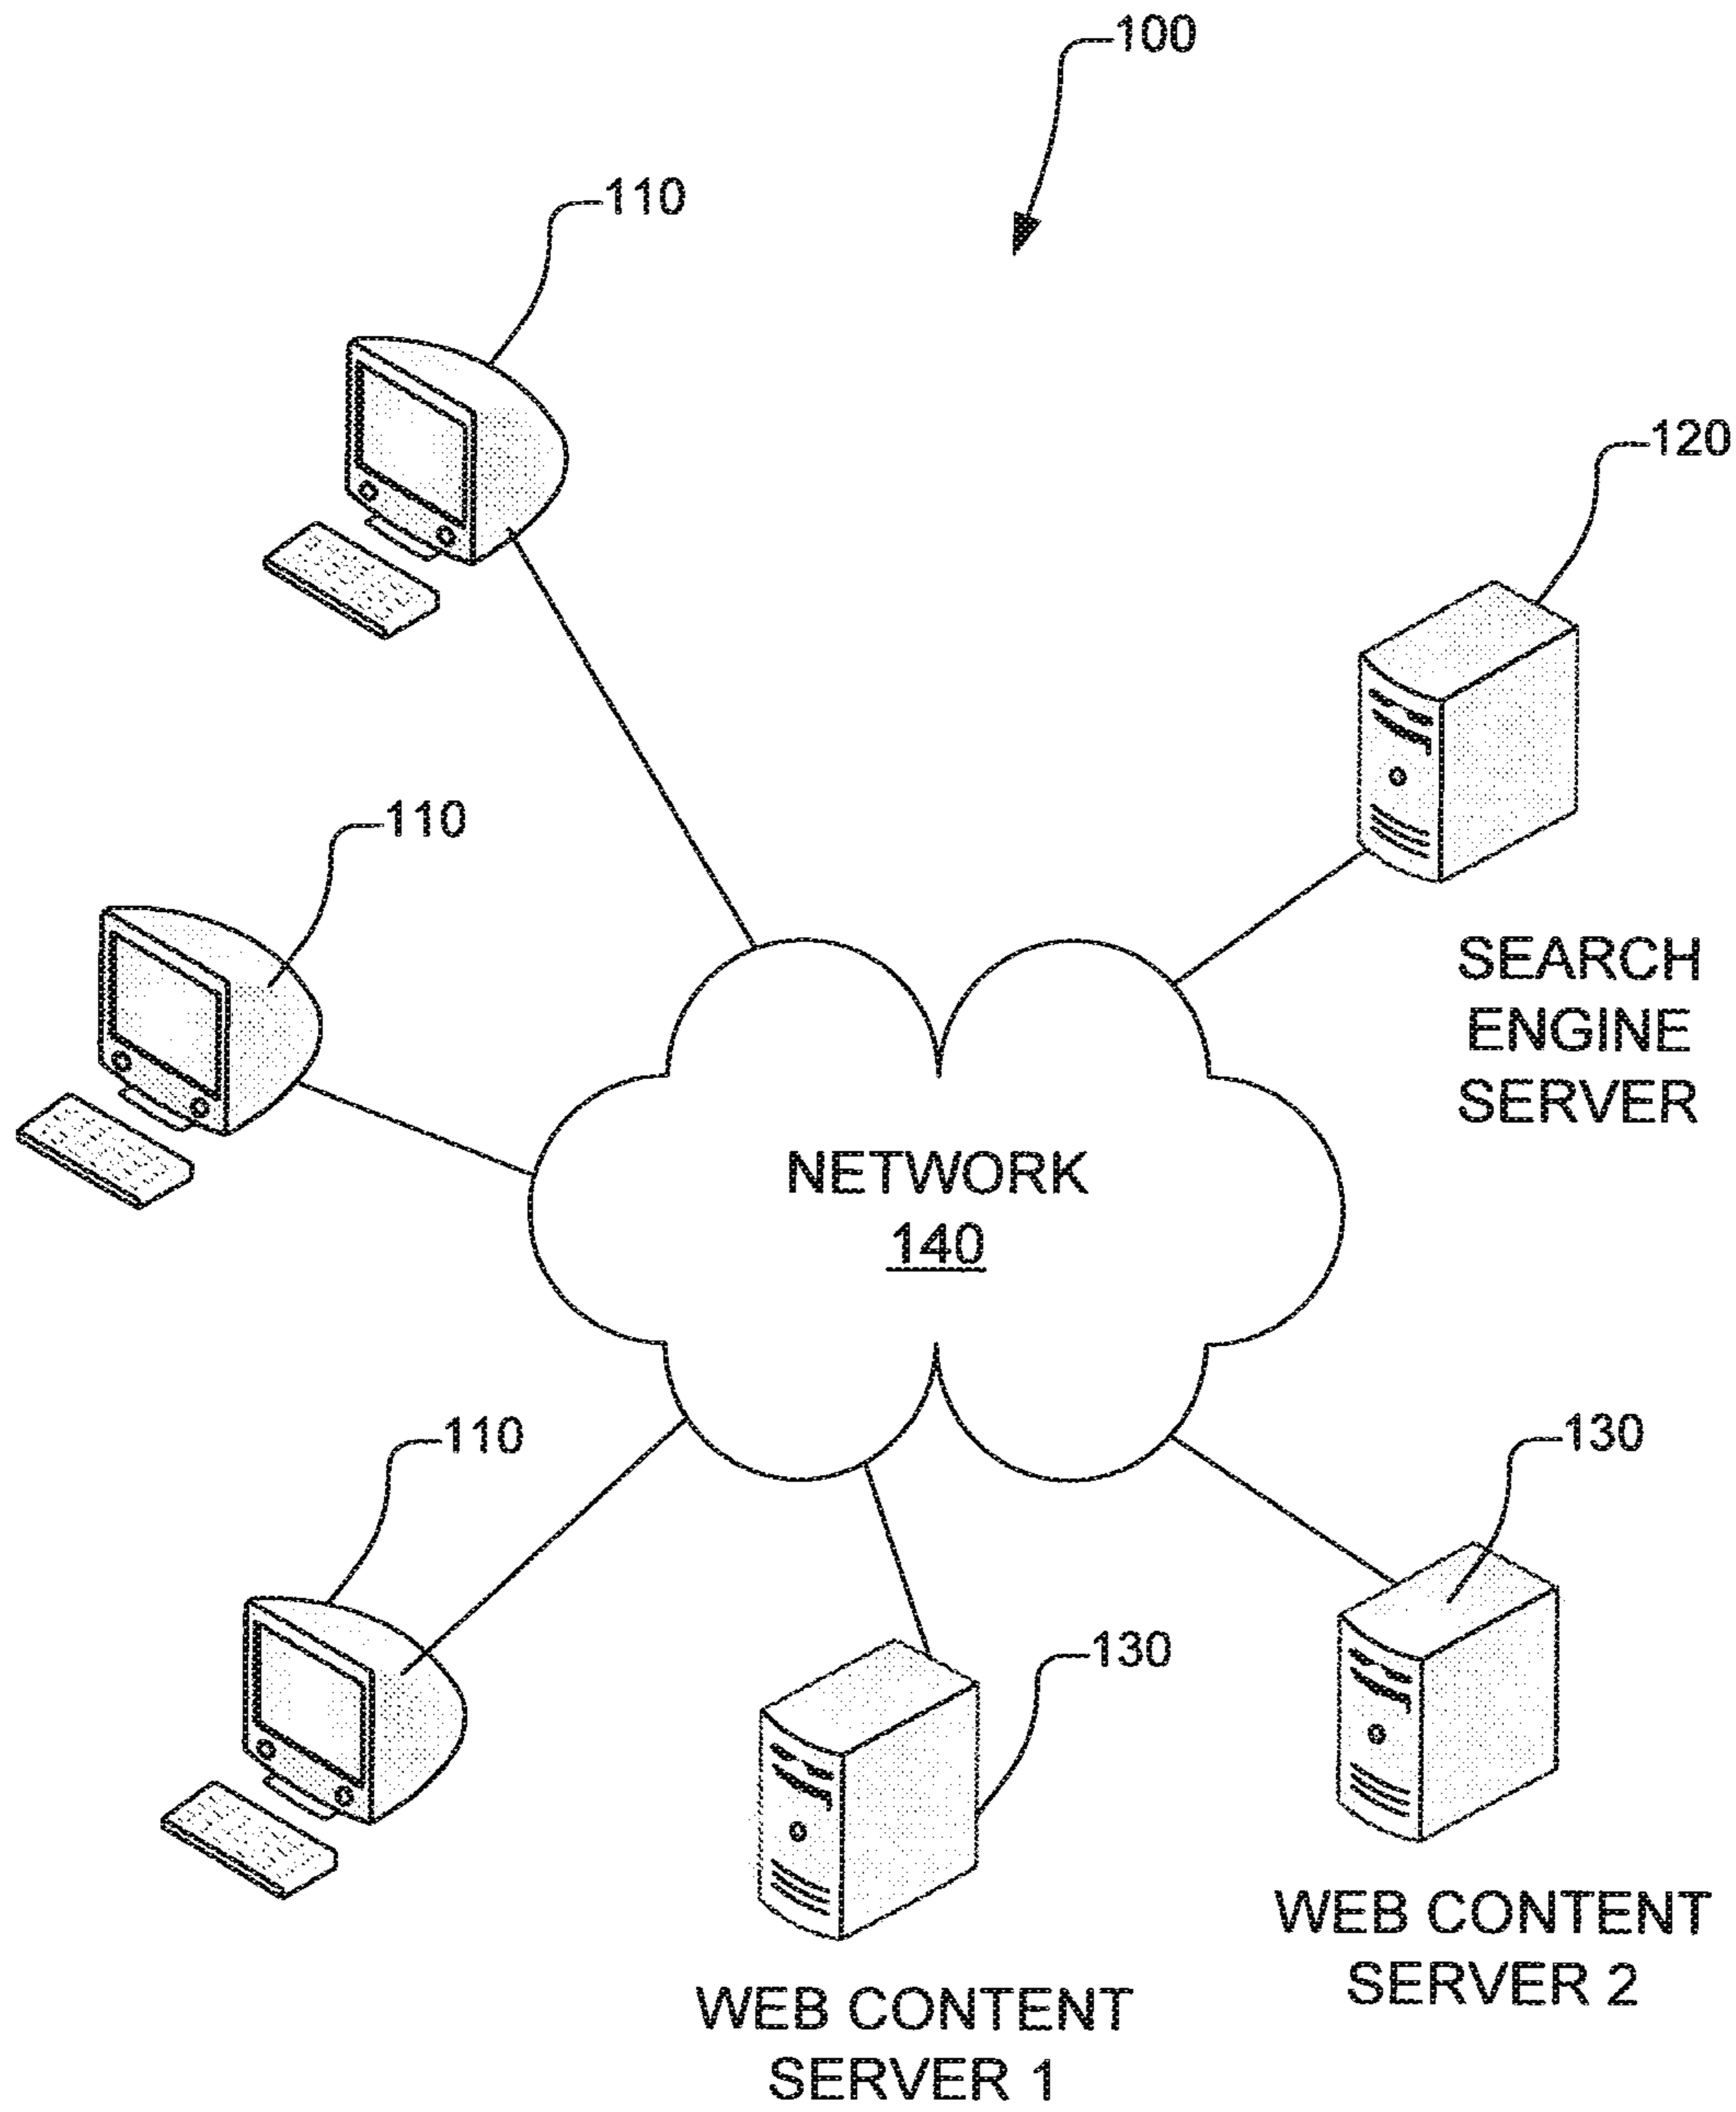 100
110
120
110
SEARCH
ENGINE
SERVER
NETWORK
140
110
130
130
WEB CONTENT
SERVER 2
WEB CONTENT
SERVER 1